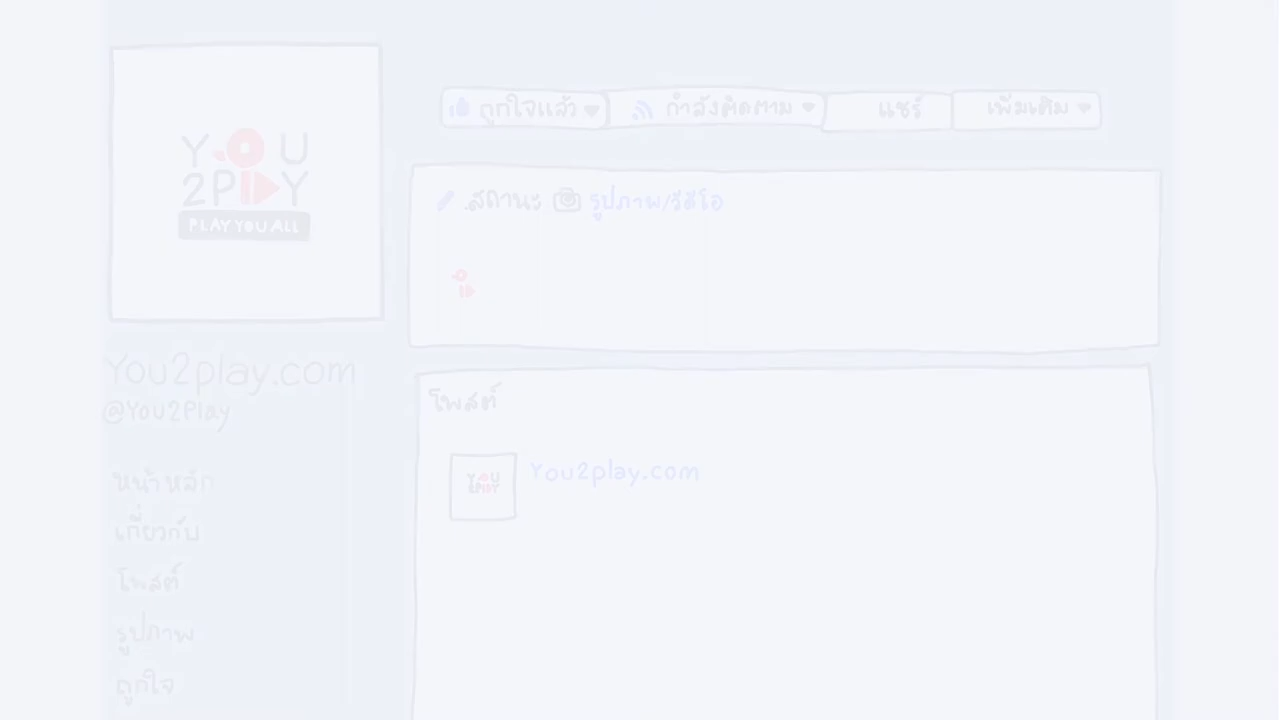 YOU
2PLAY
PLAY YOU ALL
ถูกใจแล้ว
กำลังติดตาม
แชร์
เพิ่มเติม
สถานะ รูปภาพ/วีดีโอ
You2play.com
@You2Play
หน้าหลัก
เกี่ยวกับ
โพสต์
รูปภาพ
ถูกใจ
โพสต์
YOU
2PLAY
You2play.com